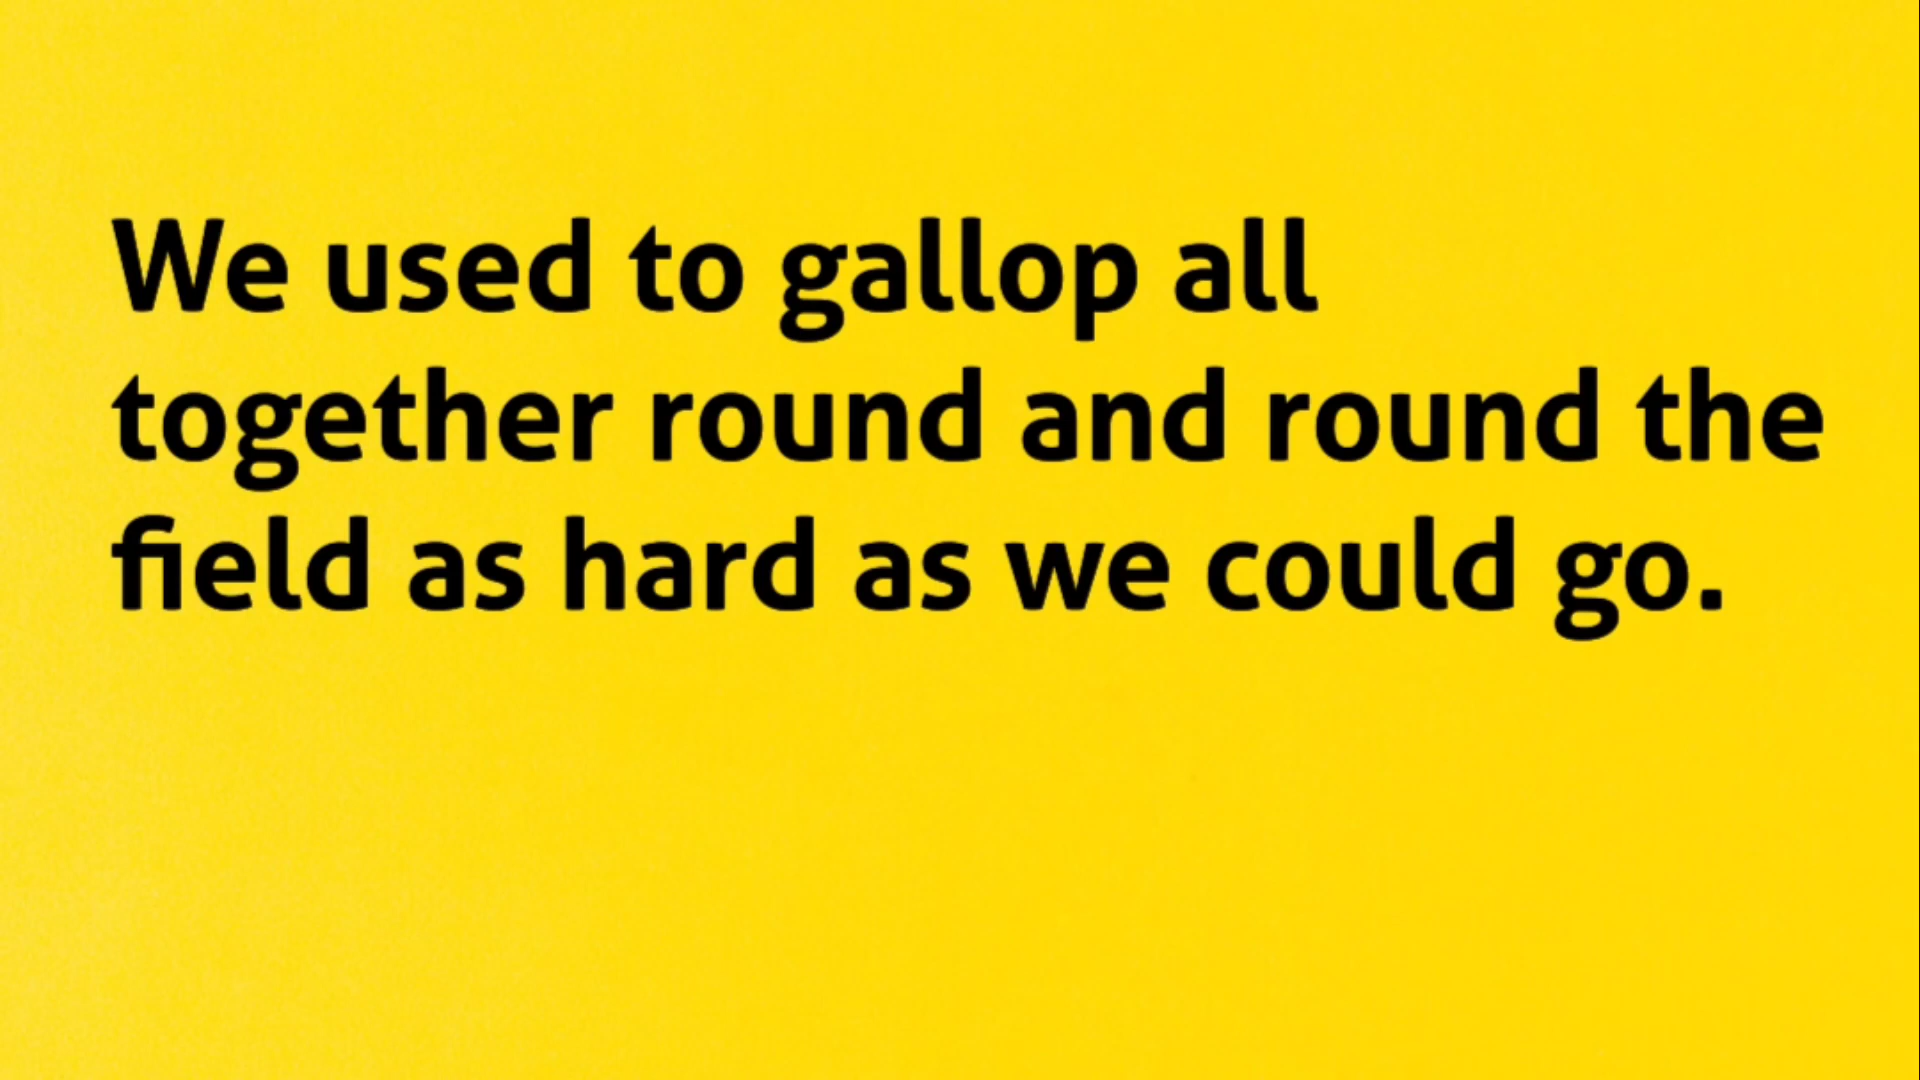 We used to gallop all
together round and round the
field as hard as we could go.